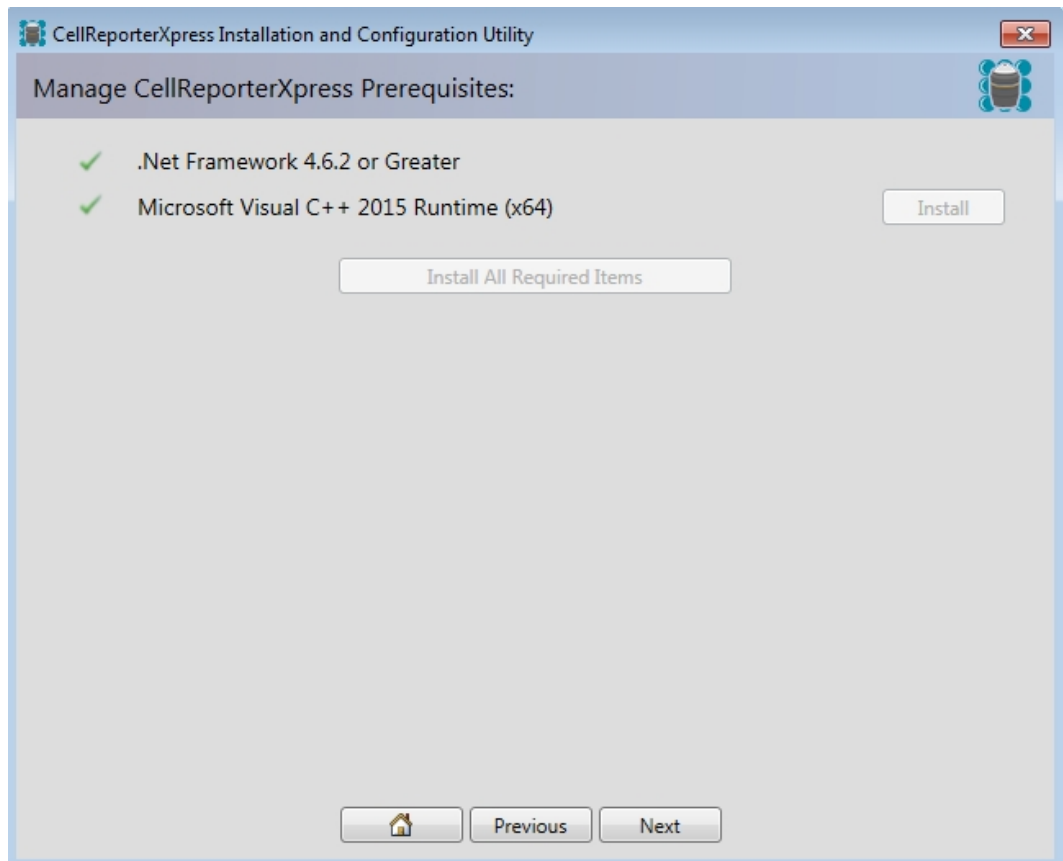 CellReporterXpress Installation and Configuration Utility
Manage CellReporterXpress Prerequisites:
.Net Framework 4.6.2 or Greater
Microsoft Visual C++ 2015 Runtime (x64)
Install
Install All Required Items
Previous
Next